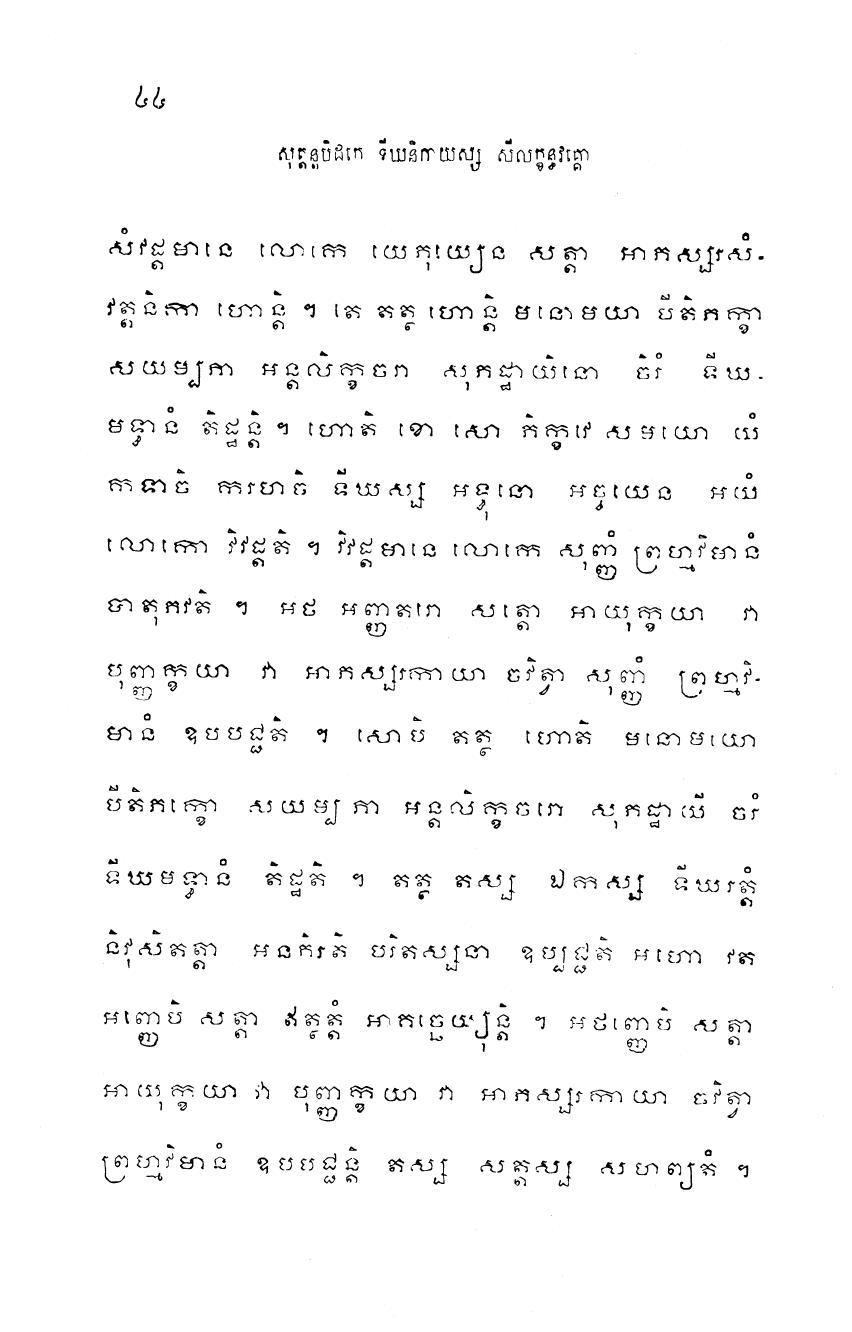 ៤៤
សុត្តន្តបិដកេ ទីឃនិកាយស្ស សីលក្ខន្ធវគ្គោ
សំវដ្តមានេ លោកេ យេភុយ្យេន សត្តា អាភស្សរសំ-
វត្តនិកា ហោន្តិ ។ តេ តត្ថ ហោន្តិ មនោមយា បីតិភក្ខា
សយម្បភា អន្តលិក្ខចរា សុភដ្ឋាយិនោ ចិរំ ទីឃ-
មទ្ធានំ តិដ្ឋន្តិ ។ ហោតិ ខោ សោ ភិក្ខវេ សមយោ យំ
កទាចិ ករហចិ ទីឃស្ស អទ្ធុនោ អច្ចយេន អយំ
លោកោ វិវដ្តតិ ។ វិវដ្តមានេ លោកេ សុញ្ញំ ព្រហ្មវិមានំ
បាតុភវតិ ។ អថ អញ្ញតរោ សត្តោ អាយុក្ខយា វា
បុញ្ញក្ខយា វា អាភស្សរកាយា ចវិត្វា សុញ្ញំ ព្រហ្មវិ-
មានំ ឧបបជ្ជតិ ។ សោបិ តត្ថ ហោតិ មនោមយោ
បីតិភក្ខោ សយម្បភោ អន្តលិក្ខចរោ សុភដ្ឋាយី ចរំ
ទីឃមទ្ធានំ តិដ្ឋតិ ។ តត្ថ តស្ស ឯកស្ស ទីឃរត្តំ
និវុសិតត្តា អនភិរតិ បរិតស្សនា ឧប្បជ្ជតិ អហោ វត
អញ្ញេបិ សត្តា ឥត្ថត្តំ អាគច្ឆេយ្យុន្តិ ។ អថញ្ញេបិ សត្តា
អាយុក្ខយា វា បុញ្ញក្ខយា វា អាភស្សរកាយា ចវិត្វា
ព្រហ្មវិមានំ ឧបបជ្ជន្តិ តស្ស សត្តស្ស សហព្យតំ ។